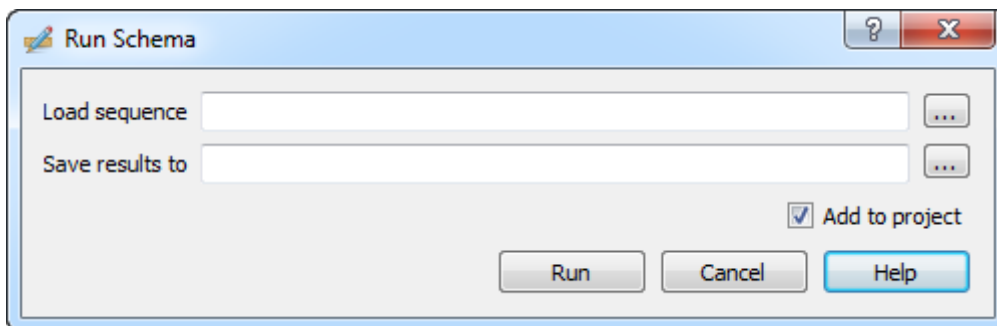 Run Schema
?
Load sequence
...
Save results to
...
Add to project
Run Cancel Help